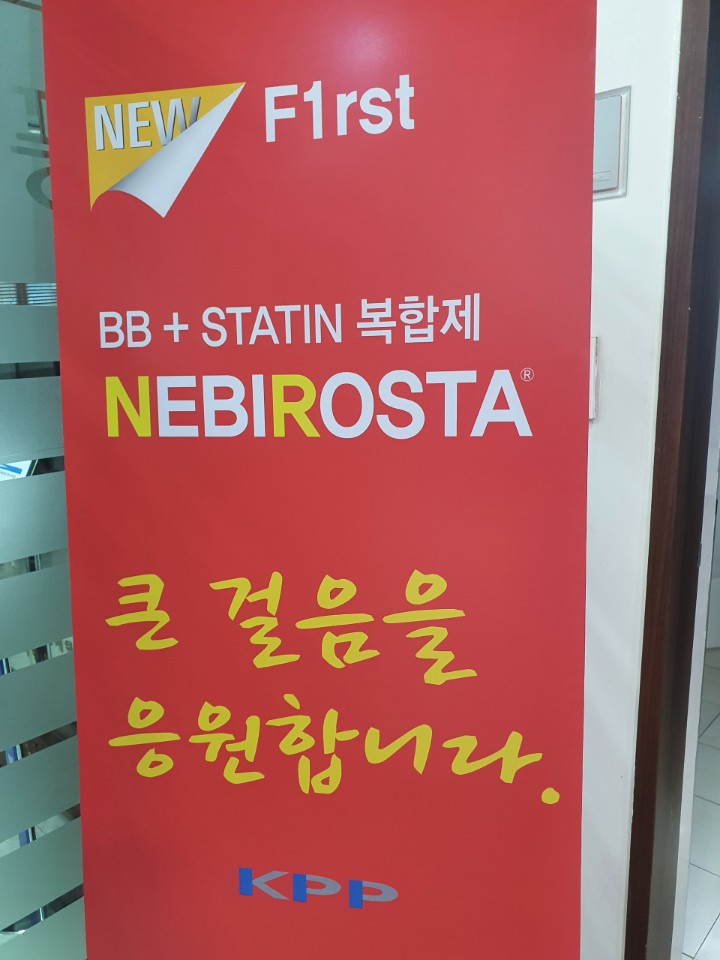 NEW
F1rst
BB + STATIN 복합제
NEBIROSTA®
큰 걸음을
응원합니다.
KPP